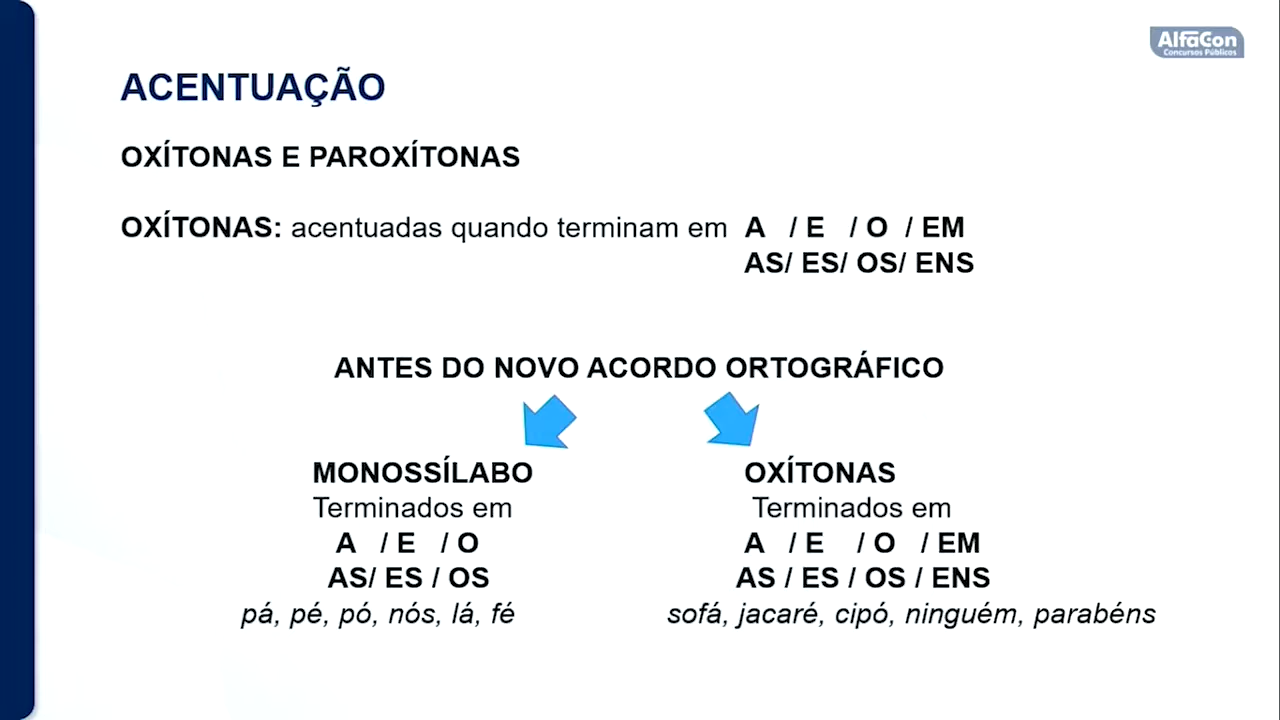 AlfaCon
Concursos Públicos
ACENTUAÇÃO
OXÍTONAS E PAROXÍTONAS
OXÍTONAS: acentuadas quando terminam em A / E / O / EM
AS/ ES/ OS/ ENS
ANTES DO NOVO ACORDO ORTOGRÁFICO
MONOSSÍLABO
Terminados em
A / E / O
AS/ ES / OS
pá, pé, pó, nós, lá, fé
OXÍTONAS
Terminados em
A / E / O / EM
AS / ES / OS / ENS
sofá, jacaré, cipó, ninguém, parabéns